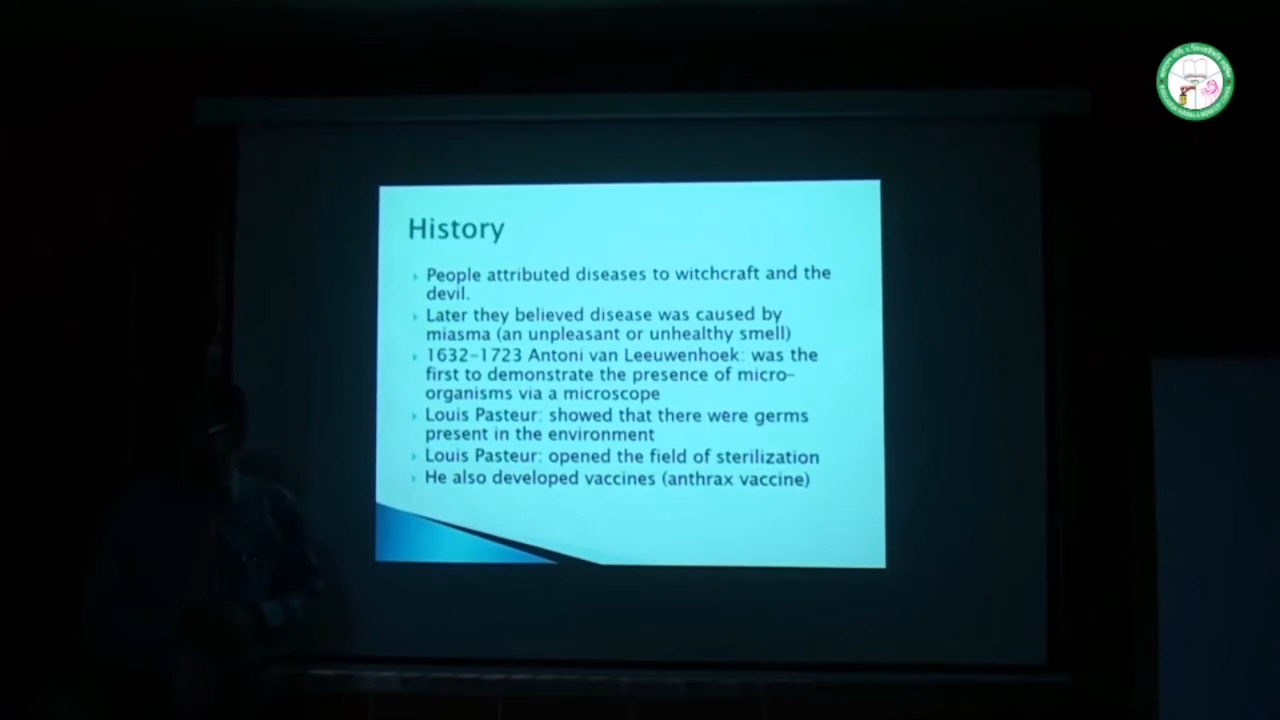 History
People attributed diseases to witchcraft and the
devil.
Later they believed disease was caused by
miasma (an unpleasant or unhealthy smell)
1632-1723 Antoni van Leeuwenhoek: was the
first to demonstrate the presence of micro-
organisms via a microscope
Louis Pasteur: showed that there were germs
present in the environment
Louis Pasteur: opened the field of sterilization
He also developed vaccines (anthrax vaccine)